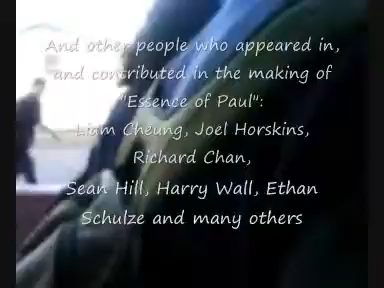 And other people who appeared in,
and contributed in the making of
"Essence of Paul":
Liam Cheung, Joel Horskins,
Richard Chan,
Sean Hill, Harry Wall, Ethan
Schulze and many others